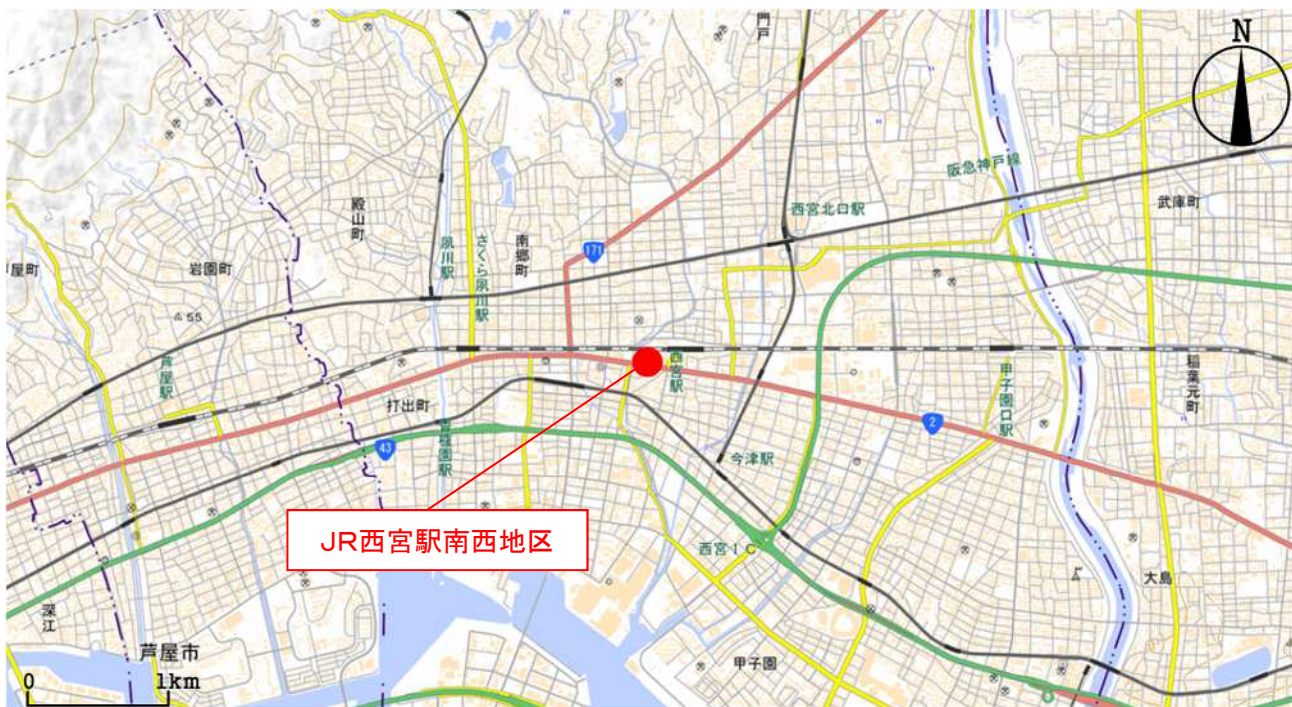 門戸
N
阪急神戸線
武庫町
西宮北口駅
殿山町
南郷町
171
夙川駅
さくら夙川駅
岩園町
55
芦屋駅
西宮駅
甲子園口駅
稲葉元町
打出町
2
43
香櫨園駅
今津駅
JR西宮駅南西地区
西宮IC
大島
深江
芦屋市
甲子園
0 1km